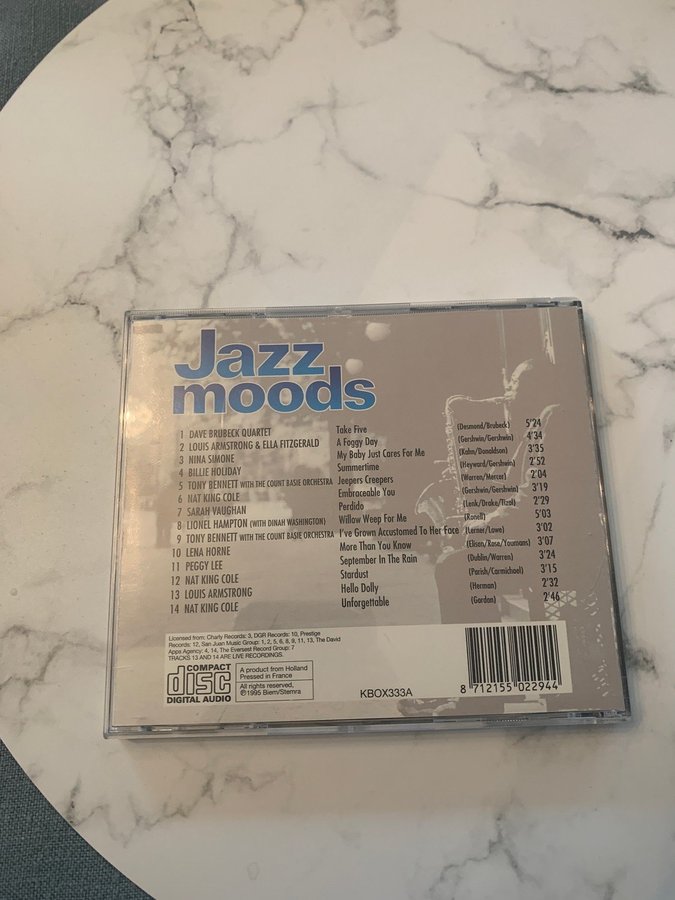 Jazz
moods
1 DAVE BRUBECK QUARTET Take Five (Desmond/Brubeck) 5'24
2 LOUIS ARMSTRONG & ELLA FITZGERALD A Foggy Day (Gershwin/Gershwin) 4'34
3 NINA SIMONE My Baby Just Cares For Me (Kahn/Donaldson) 3'35
4 BILLIE HOLIDAY Summertime (Heyward/Gershwin) 2'52
5 TONY BENNETT WITH THE COUNT BASIE ORCHESTRA Jeepers Creepers (Warren/Mercer) 2'04
6 NAT KING COLE Embraceable You (Gershwin/Gershwin) 3'19
7 SARAH VAUGHAN Perdido (Lenk/Drake/Tizol) 2'29
8 LIONEL HAMPTON (WITH DINAH WASHINGTON) Willow Weep For Me (Ronell) 5'03
9 TONY BENNETT WITH THE COUNT BASIE ORCHESTRA I've Grown Accustomed To Her Face (Lerner/Lowe) 3'02
10 LENA HORNE More Than You Know (Eliseu/Rose/Youmans) 3'07
11 PEGGY LEE September In The Rain (Dublin/Warren) 3'24
12 NAT KING COLE Stardust (Parish/Carmichael) 3'15
13 LOUIS ARMSTRONG Hello Dolly (Herman) 2'32
14 NAT KING COLE Unforgettable (Gordon) 2'46
Licensed from: Charly Records: 3, DGR Records: 10, Prestige
Records: 12, San Juan Music Group: 1, 2, 5, 6, 8, 9, 11, 13, The David
Apps Agency: 4, 14, The Everest Record Group: 7
TRACKS 13 AND 14 ARE LIVE RECORDINGS.
COMPACT
disc
DIGITAL AUDIO
A product from Holland
Pressed in France
All rights reserved,
℗1995 Biem/Stemra
KBOX333A
8 712155 022944